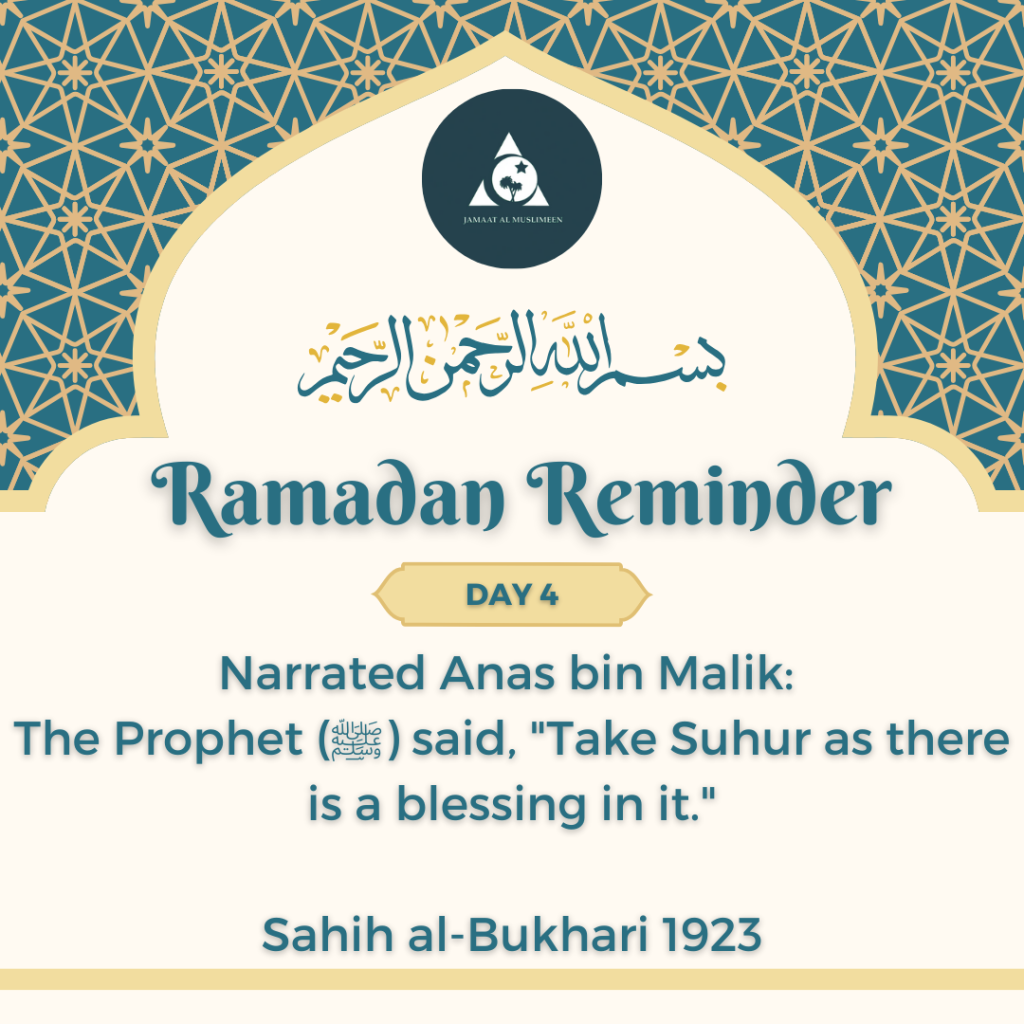 JAMAAT AL MUSLIMEEN
بسم الله الرحمن الرحيم
Ramadan Reminder
DAY 4
Narrated Anas bin Malik:
The Prophet (ﷺ) said, "Take Suhur as there
is a blessing in it."
Sahih al-Bukhari 1923